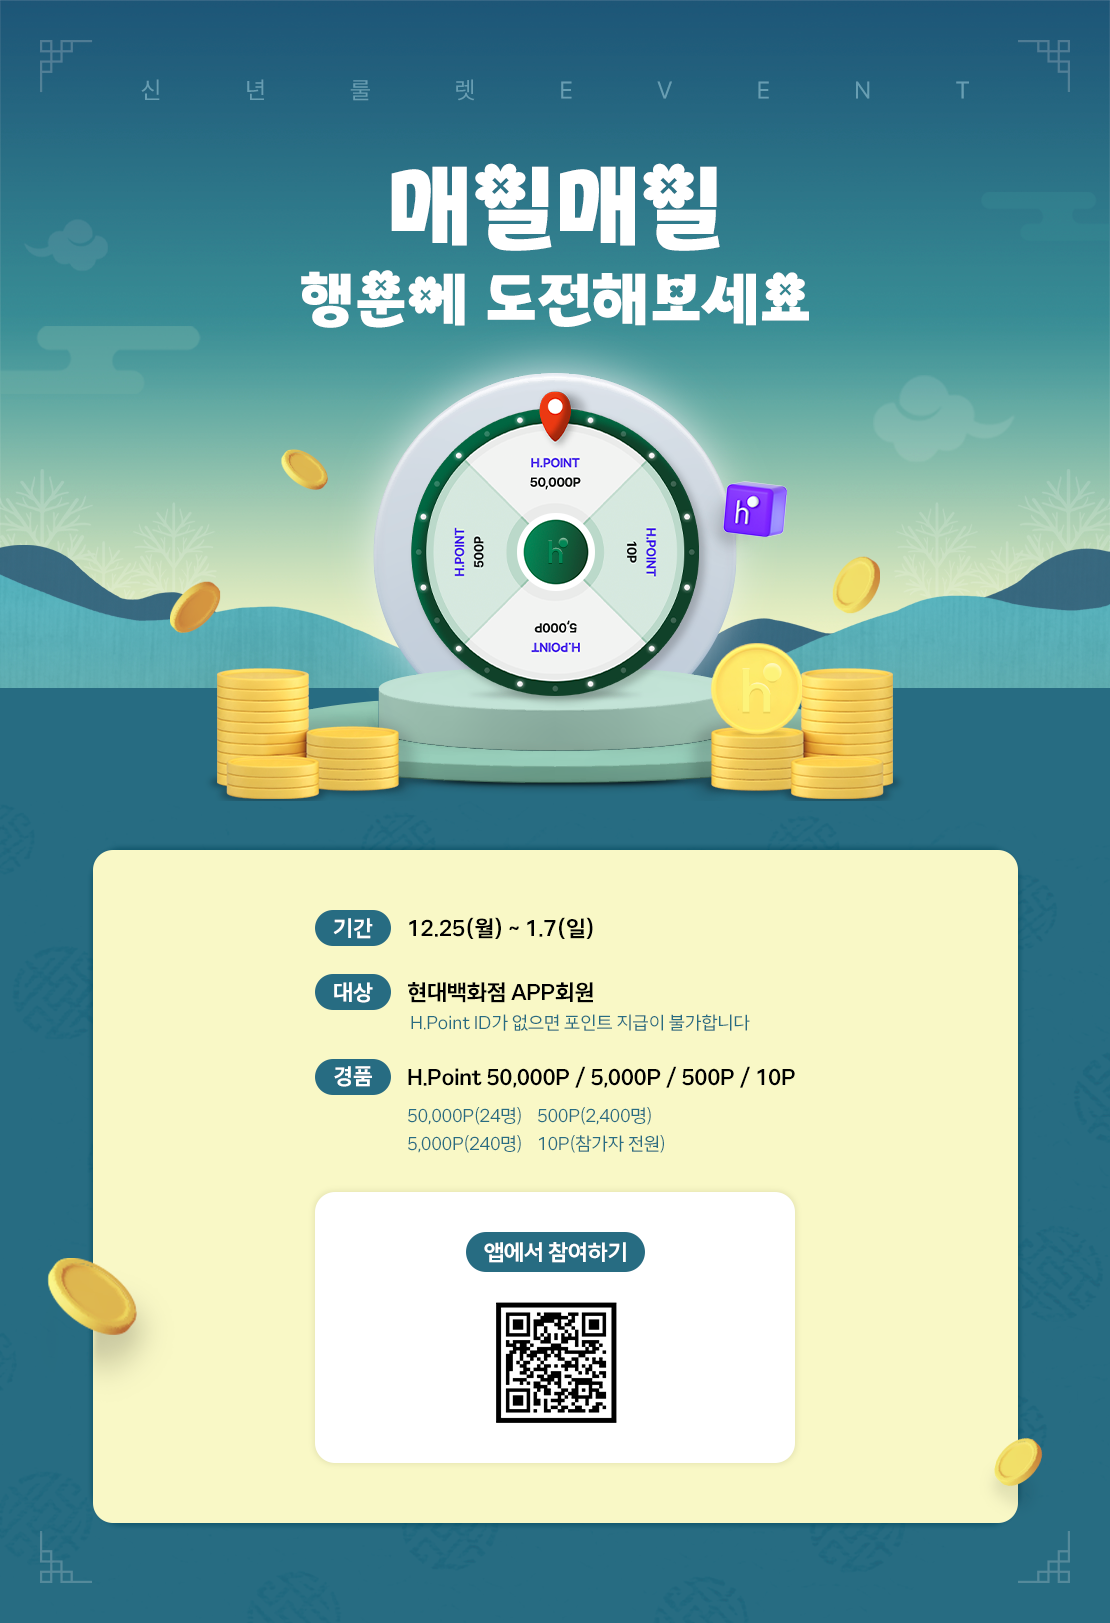 신년룰렛EVENT
매일매일
행운에 도전해보세요
H.POINT
50,000P
H.POINT
500P
H.POINT
10P
H.POINT
5,000P
h
h
h
기간 12.25(월) ~ 1.7(일)
대상 현대백화점 APP회원
H.Point ID가 없으면 포인트 지급이 불가합니다
경품 H.Point 50,000P / 5,000P / 500P / 10P
50,000P(24명) 500P(2,400명)
5,000P(240명) 10P(참가자 전원)
앱에서 참여하기